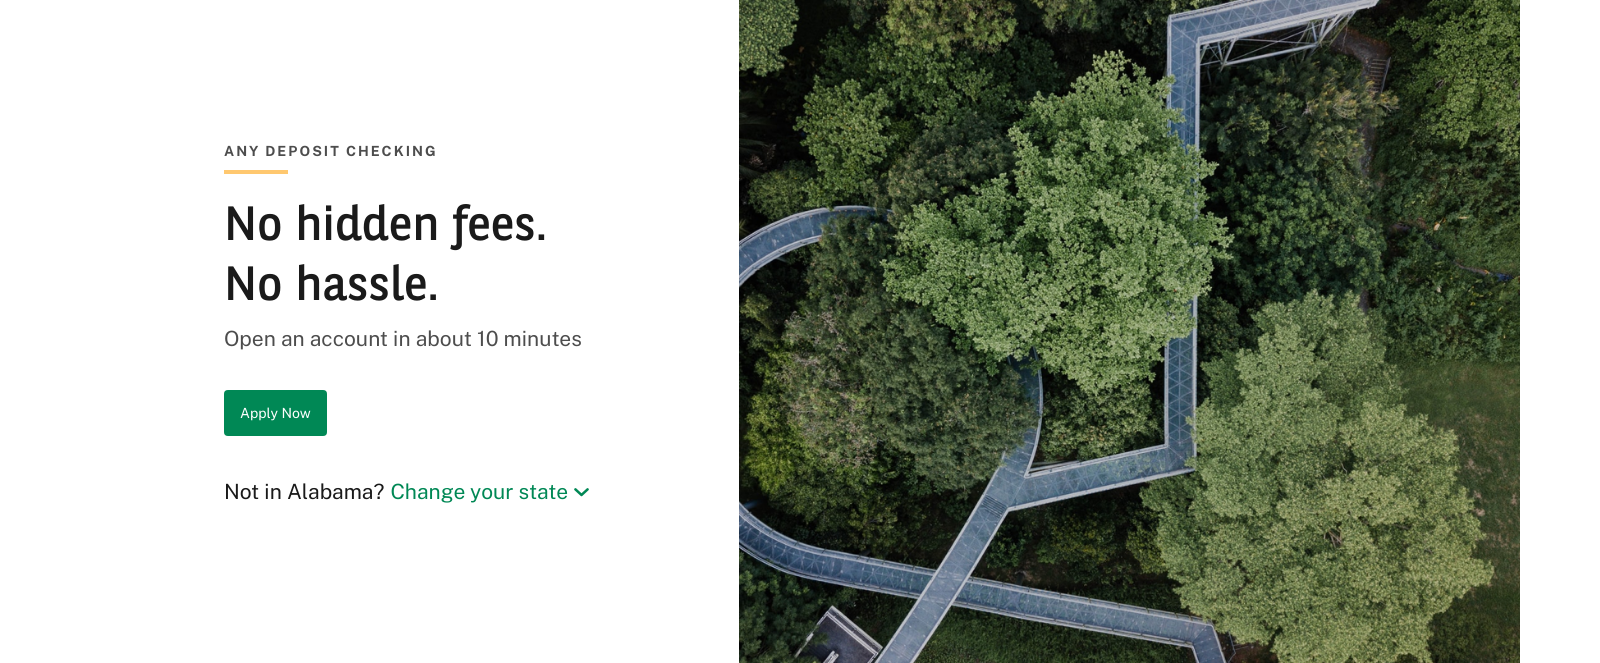 ANY DEPOSIT CHECKING
No hidden fees.
No hassle.
Open an account in about 10 minutes
Apply Now
Not in Alabama? Change your state